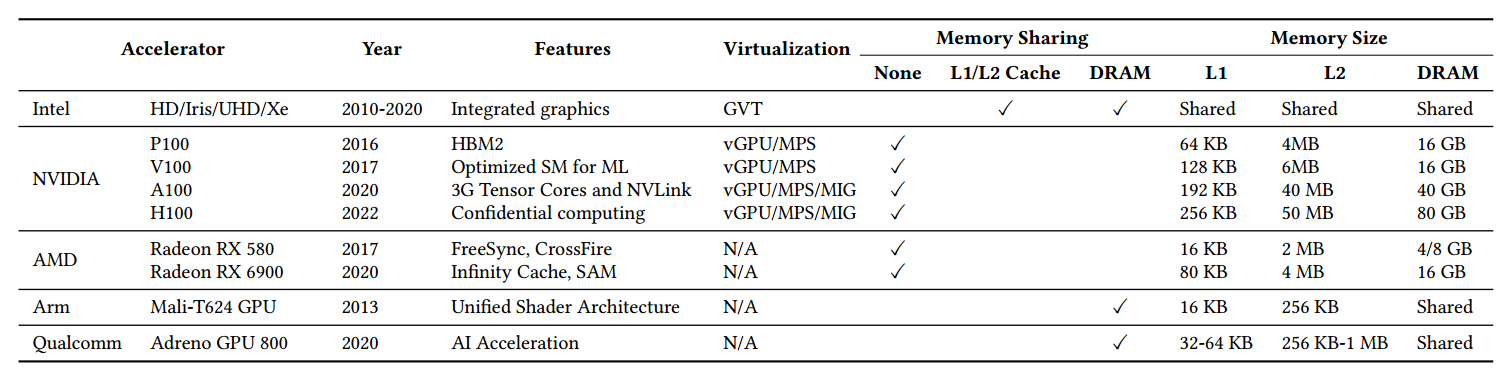 Accelerator Year Features Virtualization Memory Sharing Memory Size
None L1/L2 Cache DRAM L1 L2 DRAM
Intel HD/Iris/UHD/Xe 2010-2020 Integrated graphics GVT ✓ ✓ Shared Shared Shared
NVIDIA
P100 2016 HBM2 vGPU/MPS ✓ 64 KB 4MB 16 GB
V100 2017 Optimized SM for ML vGPU/MPS ✓ 128 KB 6MB 16 GB
A100 2020 3G Tensor Cores and NVLink vGPU/MPS/MIG ✓ 192 KB 40 MB 40 GB
H100 2022 Confidential computing vGPU/MPS/MIG ✓ 256 KB 50 MB 80 GB
AMD
Radeon RX 580 2017 FreeSync, CrossFire N/A ✓ 16 KB 2 MB 4/8 GB
Radeon RX 6900 2020 Infinity Cache, SAM N/A ✓ 80 KB 4 MB 16 GB
Arm Mali-T624 GPU 2013 Unified Shader Architecture N/A ✓ 16 KB 256 KB Shared
Qualcomm Adreno GPU 800 2020 AI Acceleration N/A ✓ 32-64 KB 256 KB-1 MB Shared